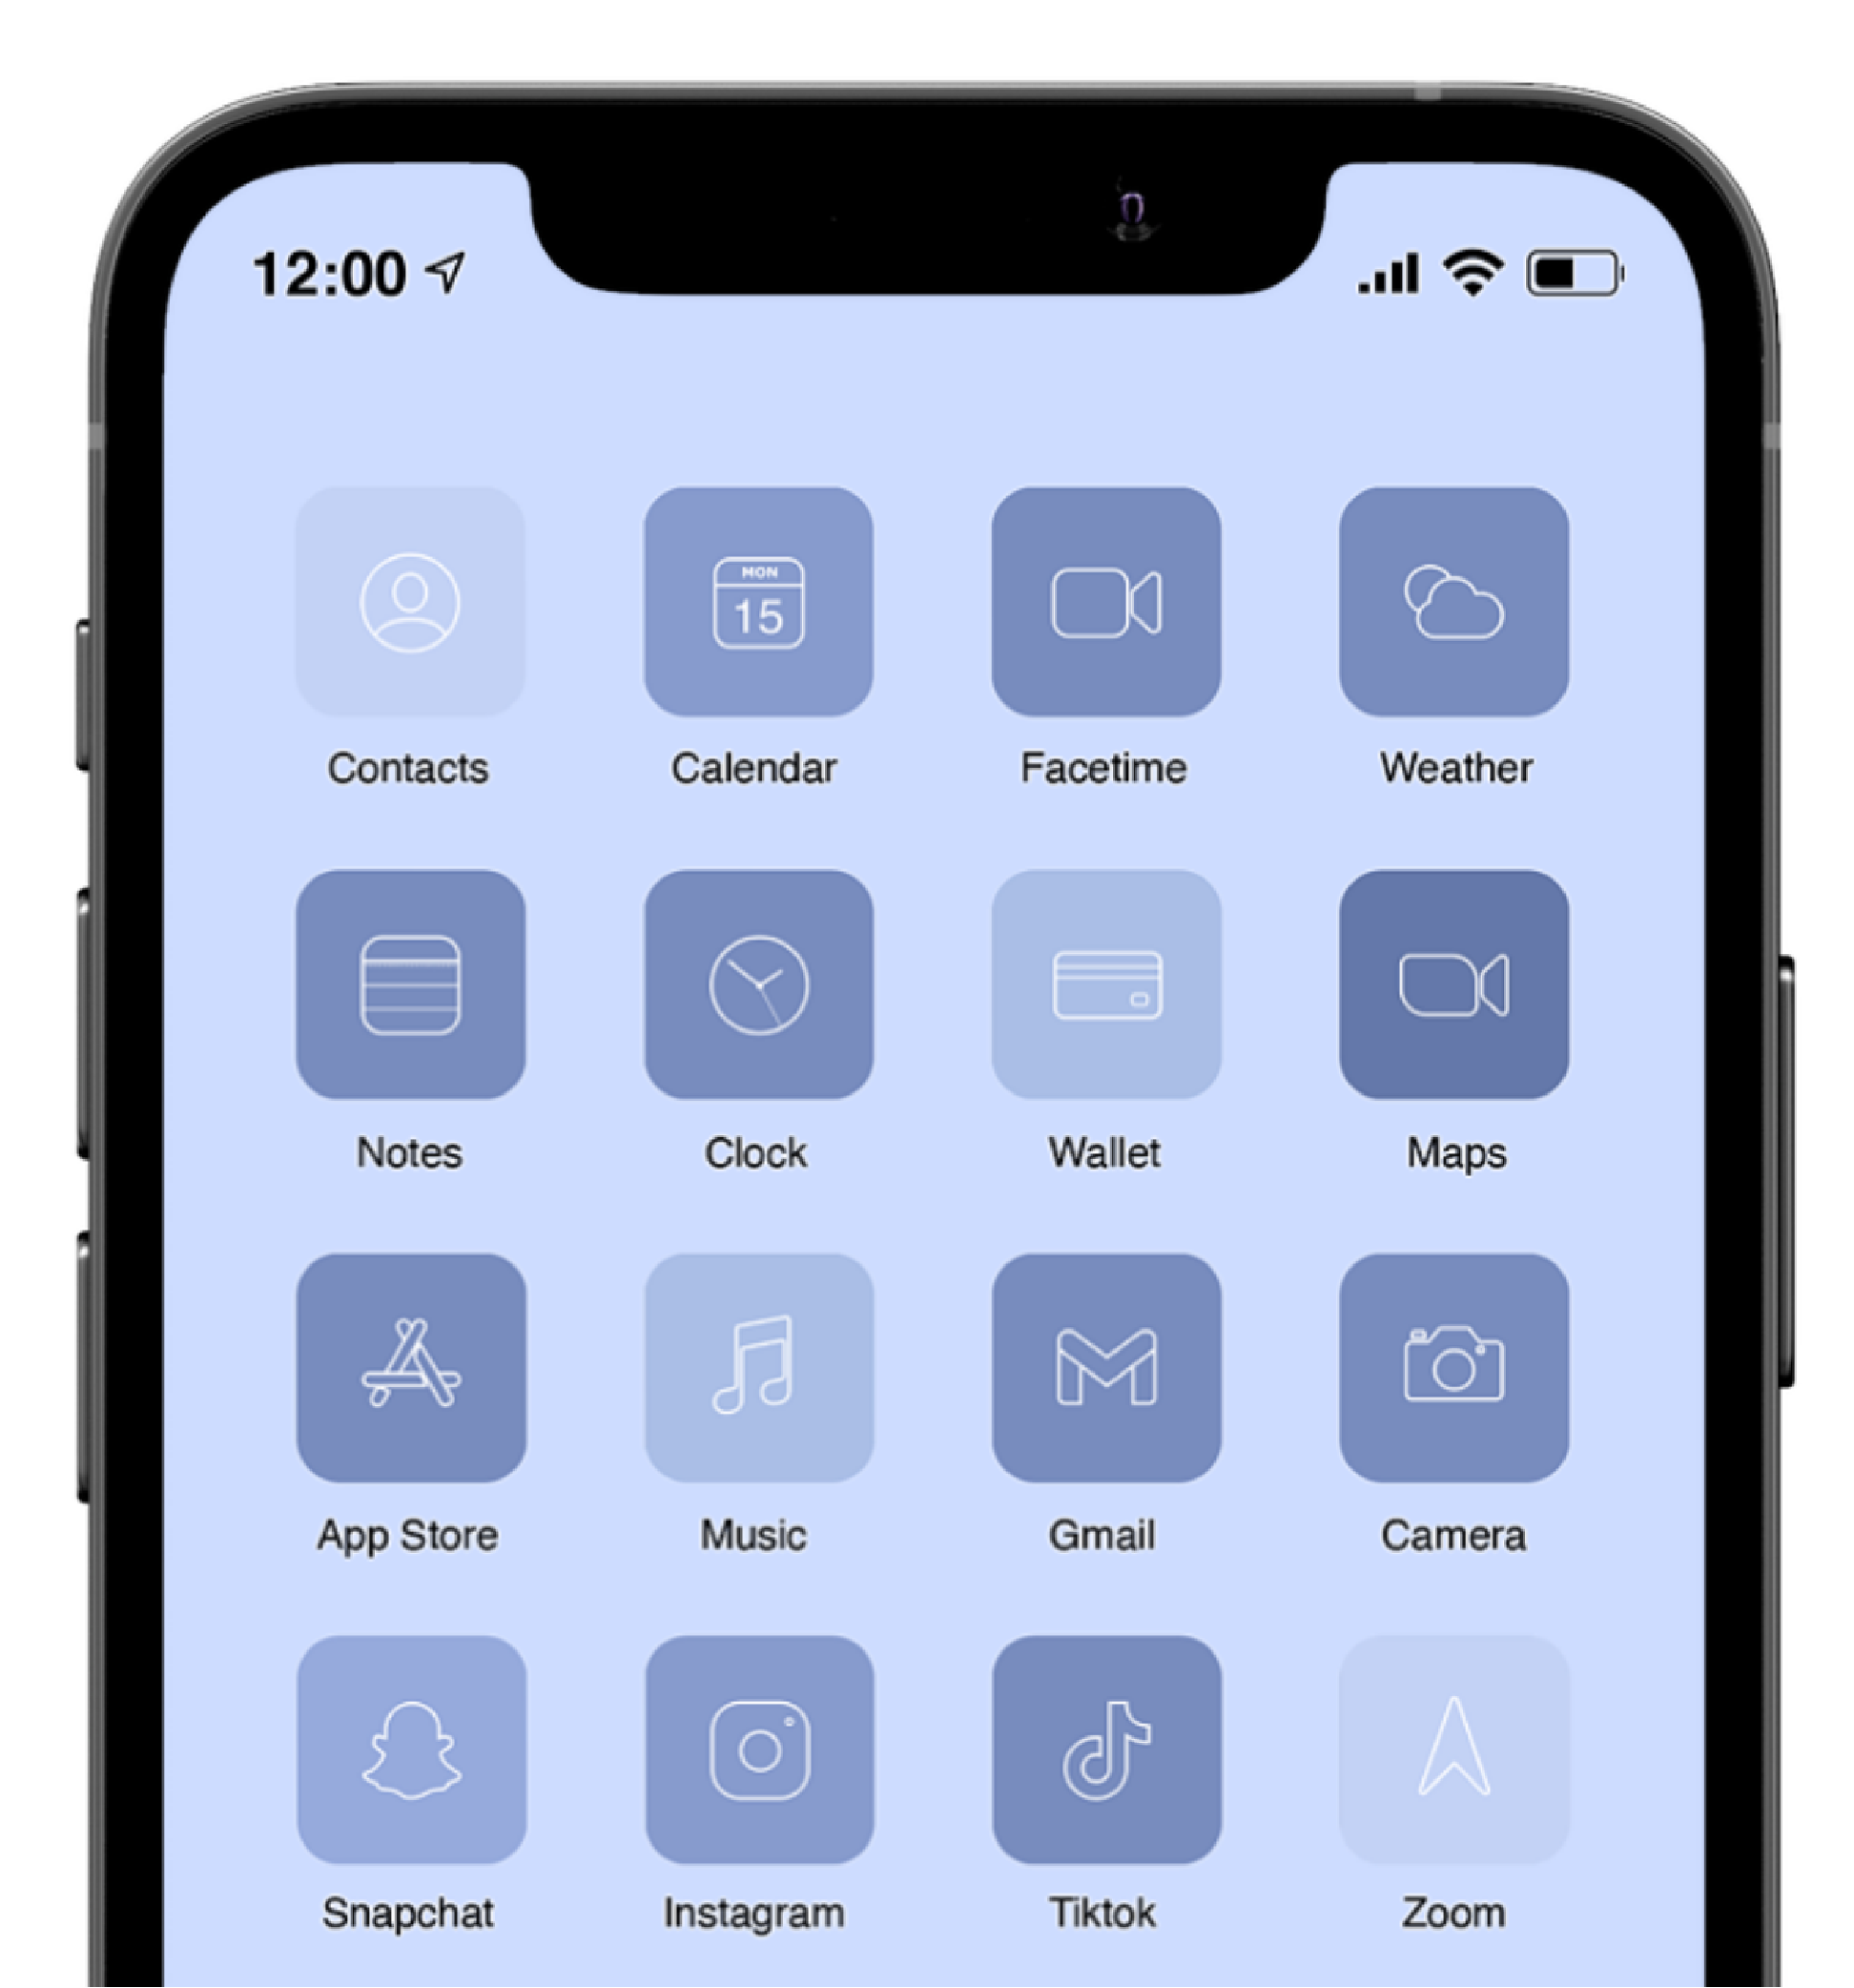 12:00
MON
15
Contacts Calendar Facetime Weather
Notes Clock Wallet Maps
App Store Music Gmail Camera
Snapchat Instagram Tiktok Zoom